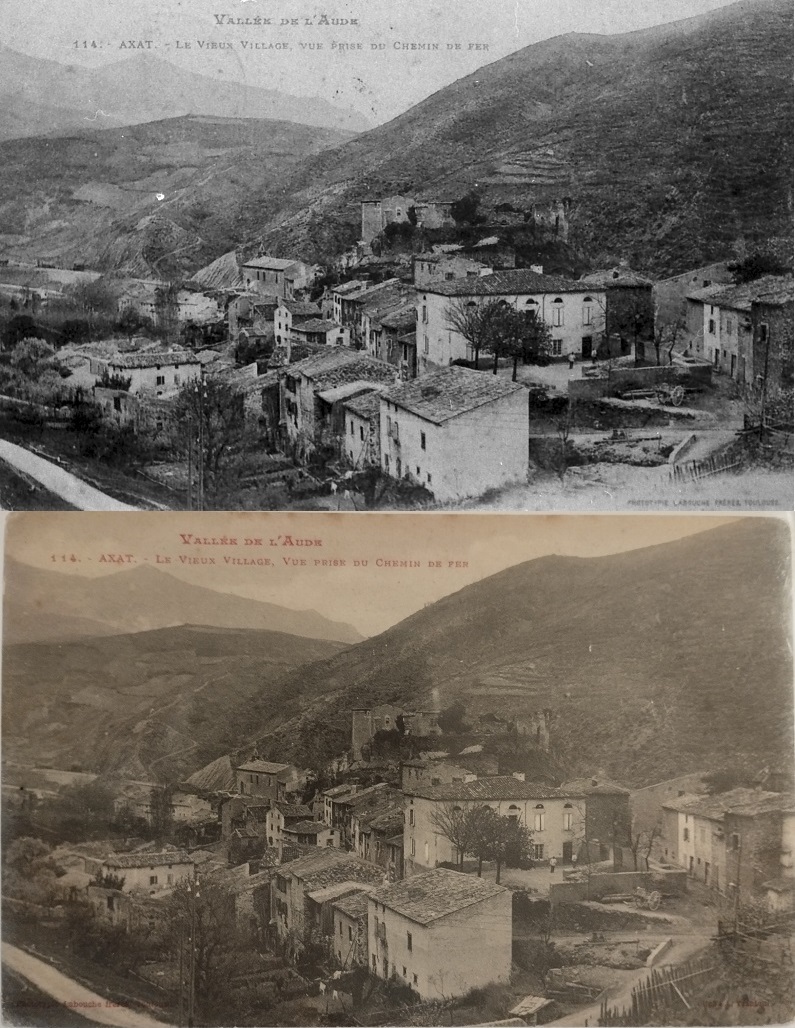 VALLÉE DE L'AUDE
114. - AXAT. - LE VIEUX VILLAGE, VUE PRISE DU CHEMIN DE FER
PHOTOTYPIE LABOUCHE FRÈRES, TOULOUSE.
VALLÉE DE L'AUDE
114. - AXAT. - LE VIEUX VILLAGE, VUE PRISE DU CHEMIN DE FER
Labouche